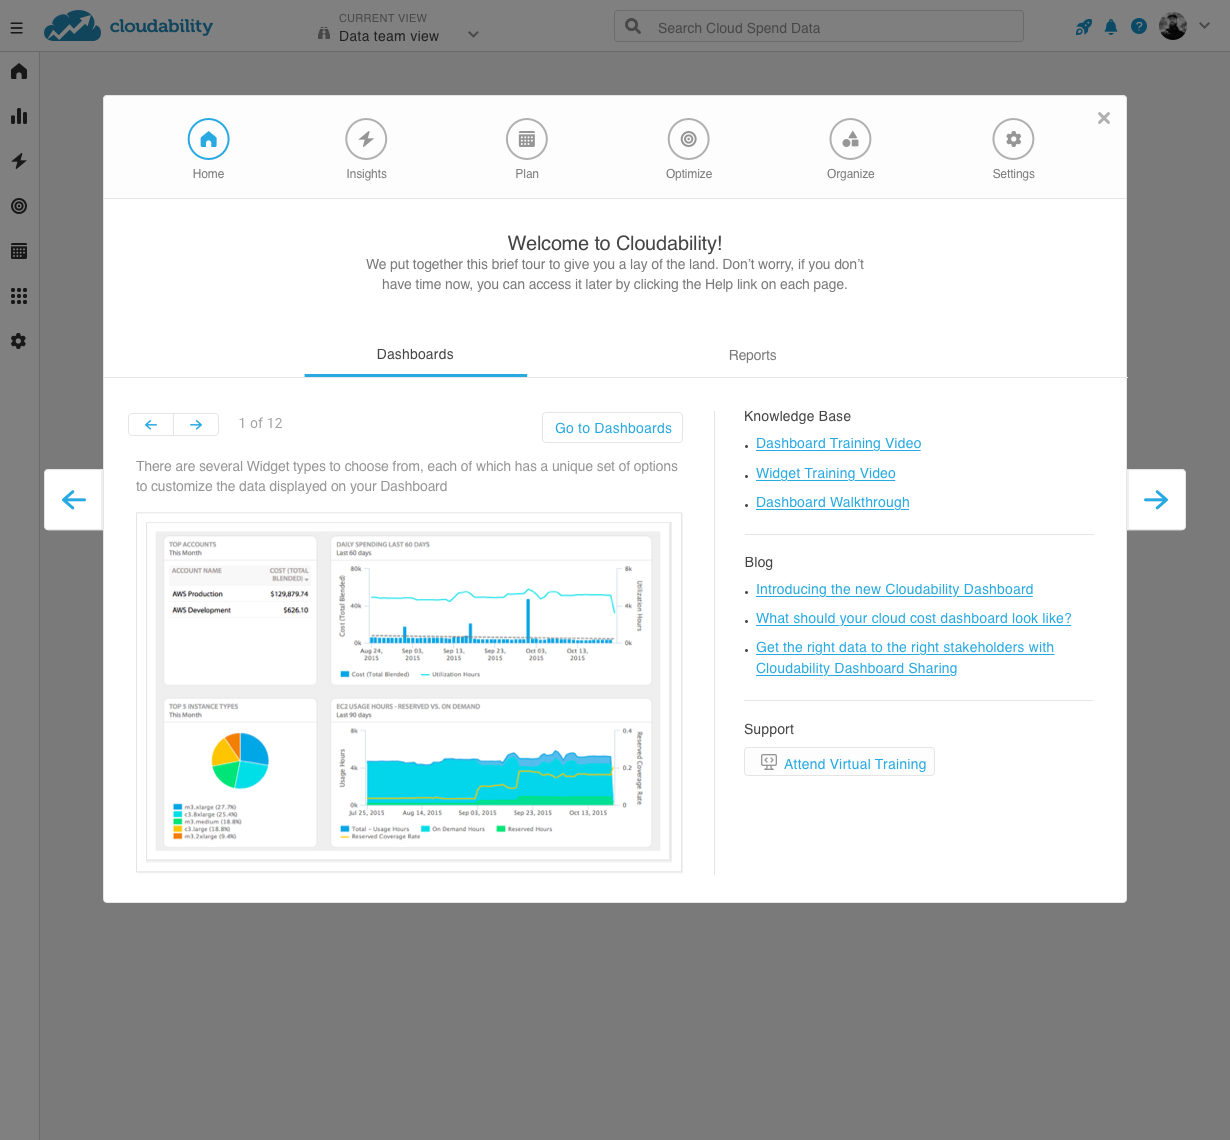 cloudability
CURRENT VIEW
Data team view
Search Cloud Spend Data
Home
Insights
Plan
Optimize
Organize
Settings
Welcome to Cloudability!
We put together this brief tour to give you a lay of the land. Don’t worry, if you don’t
have time now, you can access it later by clicking the Help link on each page.
Dashboards
Reports
1 of 12
Go to Dashboards
There are several Widget types to choose from, each of which has a unique set of options
to customize the data displayed on your Dashboard
TOP ACCOUNTS
This Month
ACCOUNT NAME
COST (TOTAL
BLENDED)
AWS Production $129,879.74
AWS Development $626.10
DAILY SPENDING LAST 60 DAYS
Last 60 days
Cost (Total Blended)
80k
40k
0k
8k
4k
0k
Utilization Hours
Aug 24,
2015
Sep 03,
2015
Sep 13,
2015
Sep 23,
2015
Oct 03,
2015
Oct 13,
2015
Cost (Total Blended)
Utilization Hours
TOP 5 INSTANCE TYPES
This Month
m3.xlarge (27.7%)
c3.8xlarge (25.4%)
m3.medium (18.8%)
c3.large (18.8%)
m3.2xlarge (9.4%)
EC2 USAGE HOURS - RESERVED VS. ON DEMAND
Last 90 days
Usage Hours
8k
4k
0k
0.4
0.2
0
Reserved Coverage Rate
Jul 25, 2015
Aug 14, 2015
Sep 03, 2015
Sep 23, 2015
Oct 13, 2015
Total - Usage Hours
On Demand Hours
Reserved Hours
Reserved Coverage Rate
Knowledge Base
Dashboard Training Video
Widget Training Video
Dashboard Walkthrough
Blog
Introducing the new Cloudability Dashboard
What should your cloud cost dashboard look like?
Get the right data to the right stakeholders with
Cloudability Dashboard Sharing
Support
Attend Virtual Training